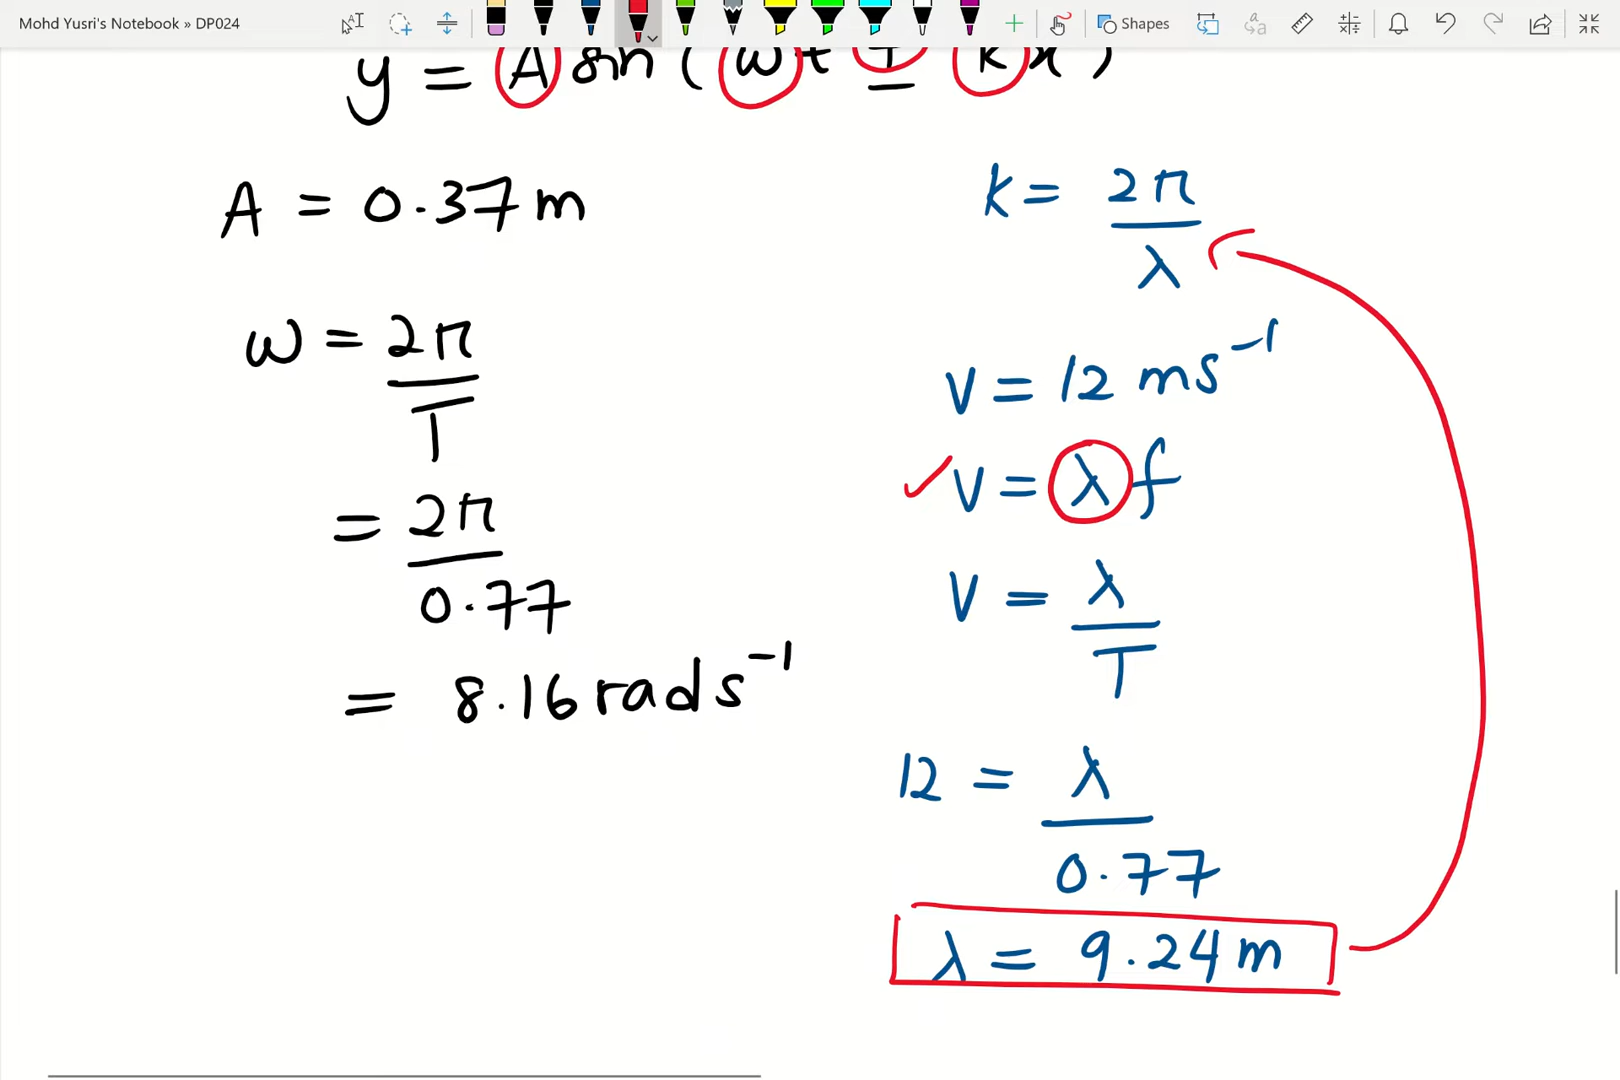 Mohd Yusri's Notebook » DP024
Shapes
y = A sin (ωt ± kx)
A = 0.37 m
ω = 2π / T
= 2π / 0.77
= 8.16 rad s⁻¹
k = 2π / λ
v = 12 ms⁻¹
v = λf
v = λ / T
12 = λ / 0.77
λ = 9.24 m